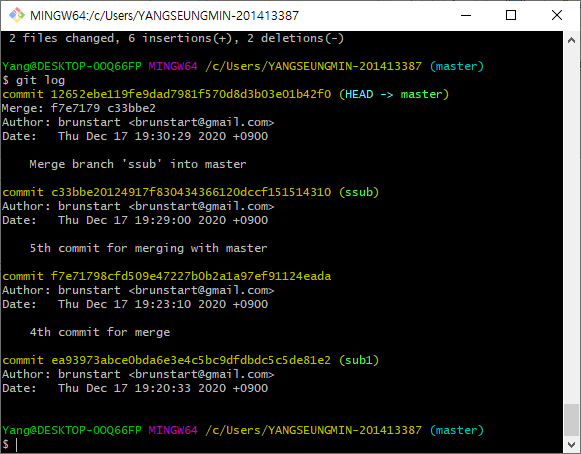 MINGW64:/c/Users/YANGSEUNGMIN-201413387
2 files changed, 6 insertions(+), 2 deletions(-)
Yang@DESKTOP-OOQ66FP MINGW64 /c/Users/YANGSEUNGMIN-201413387 (master)
$ git log
commit 12652ebe119fe9dad7981f570d8d3b03e01b42f0 (HEAD -> master)
Merge: f7e7179 c33bbe2
Author: brunstart <brunstart@gmail.com>
Date:   Thu Dec 17 19:30:29 2020 +0900
Merge branch 'ssub' into master
commit c33bbe20124917f830434366120dccf151514310 (ssub)
Author: brunstart <brunstart@gmail.com>
Date:   Thu Dec 17 19:29:00 2020 +0900
5th commit for merging with master
commit f7e71798cfd509e47227b0b2a1a97ef91124eada
Author: brunstart <brunstart@gmail.com>
Date:   Thu Dec 17 19:23:10 2020 +0900
4th commit for merge
commit ea93973abce0bda6e3e4c5bc9dfdbdc5c5de81e2 (sub1)
Author: brunstart <brunstart@gmail.com>
Date:   Thu Dec 17 19:20:33 2020 +0900
Yang@DESKTOP-OOQ66FP MINGW64 /c/Users/YANGSEUNGMIN-201413387 (master)
$